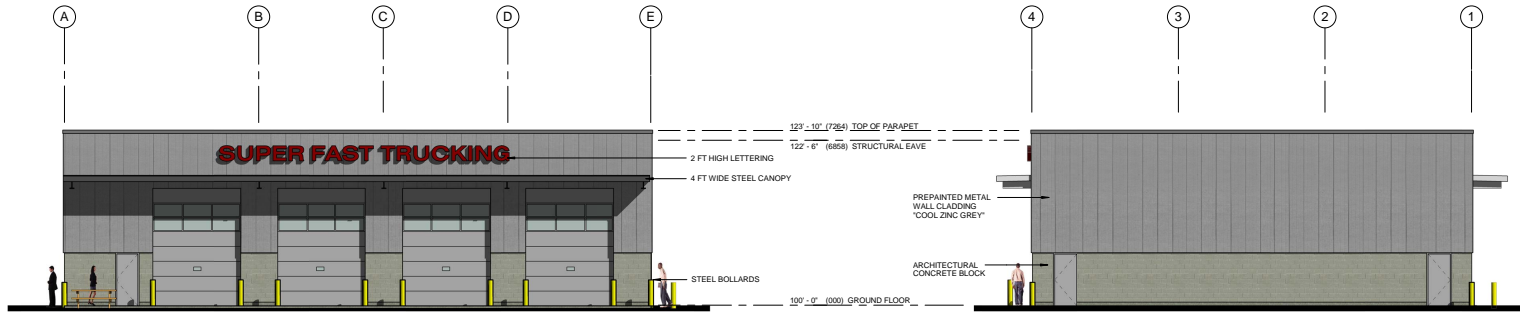 A
B
C
D
E
4
3
2
1
123' - 10" (7264) TOP OF PARAPET
122' - 6" (6858) STRUCTURAL EAVE
SUPER FAST TRUCKING
2 FT HIGH LETTERING
4 FT WIDE STEEL CANOPY
PREPAINTED METAL
WALL CLADDING
"COOL ZINC GREY"
ARCHITECTURAL
CONCRETE BLOCK
STEEL BOLLARDS
100' - 0" (000) GROUND FLOOR